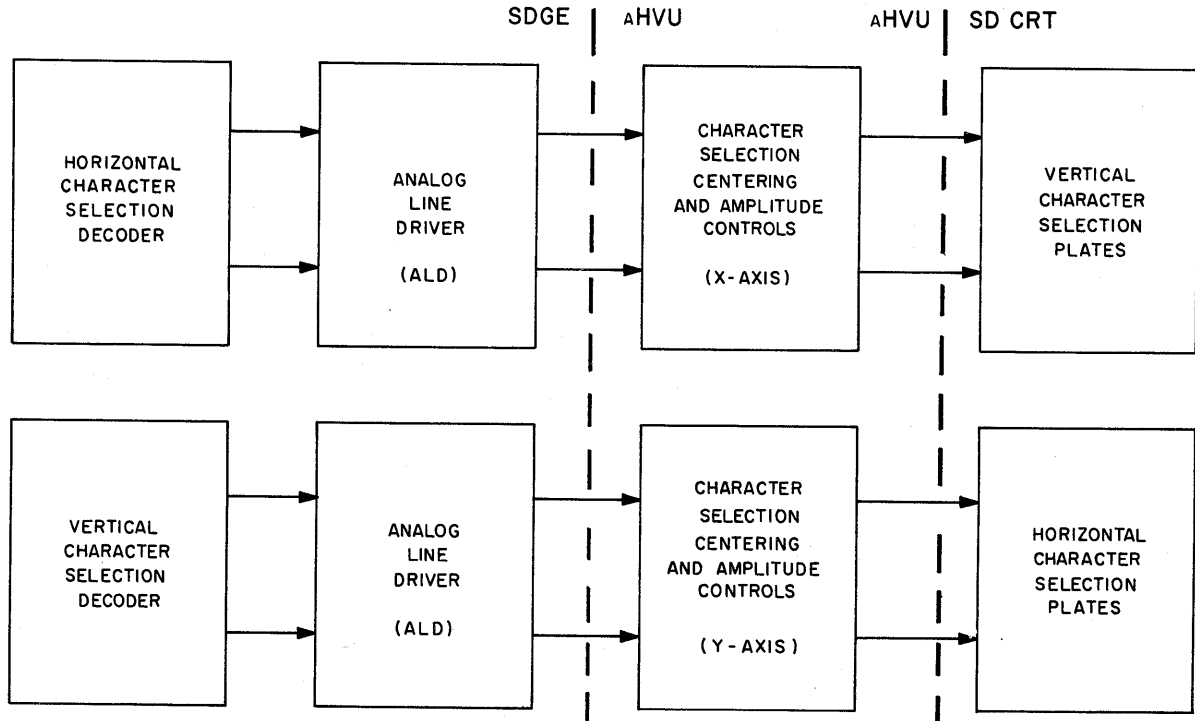 SDGE AHVU AHVU SD CRT
HORIZONTAL
CHARACTER
SELECTION
DECODER
ANALOG
LINE
DRIVER
(ALD)
CHARACTER
SELECTION
CENTERING
AND AMPLITUDE
CONTROLS
(X-AXIS)
VERTICAL
CHARACTER
SELECTION
PLATES
VERTICAL
CHARACTER
SELECTION
DECODER
ANALOG
LINE
DRIVER
(ALD)
CHARACTER
SELECTION
CENTERING
AND AMPLITUDE
CONTROLS
(Y-AXIS)
HORIZONTAL
CHARACTER
SELECTION
PLATES